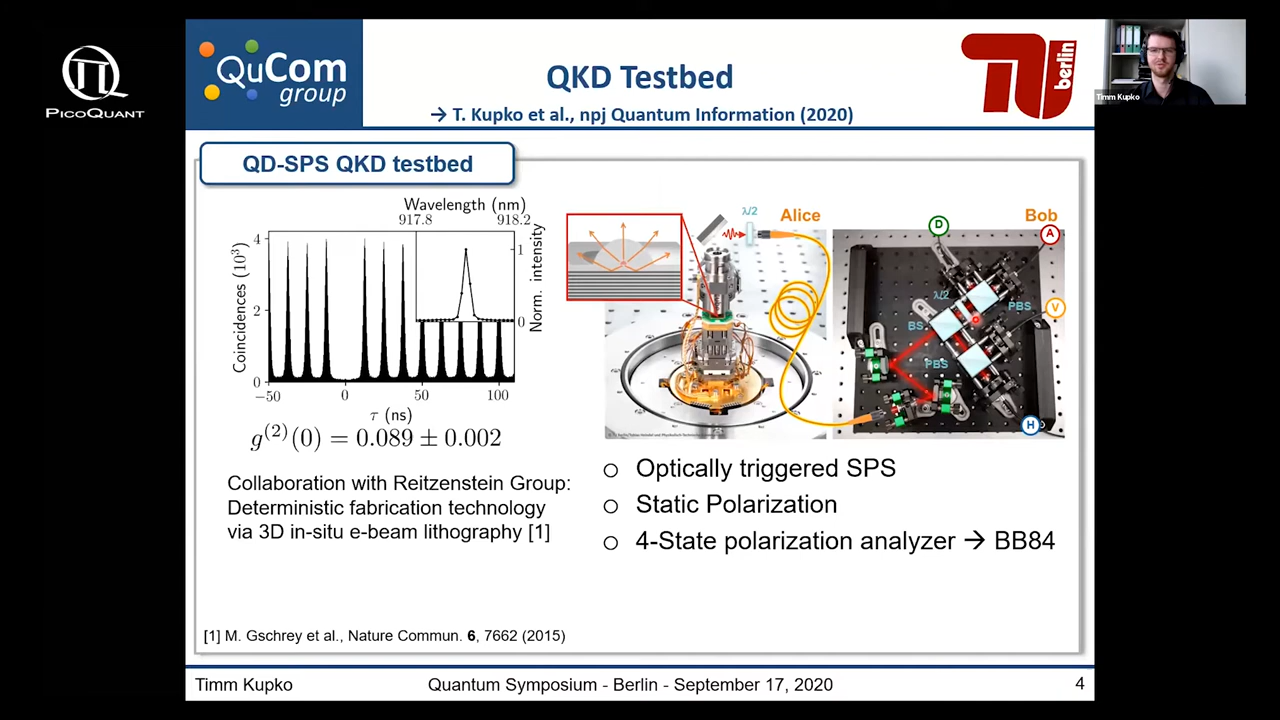 PICOQUANT
QuCom
group
QKD Testbed
→ T. Kupko et al., npj Quantum Information (2020)
berlin
Timm Kupko
QD-SPS QKD testbed
Wavelength (nm)
917.8 918.2
Coincidences (10³)
4
2
0
Norm. intensity
1
0
−50 0 50 100
τ (ns)
g⁽²⁾(0) = 0.089 ± 0.002
Collaboration with Reitzenstein Group:
Deterministic fabrication technology
via 3D in-situ e-beam lithography [1]
λ/2
Alice
Bob
D
A
λ/2
PBS
V
BS
PBS
H
o Optically triggered SPS
o Static Polarization
o 4-State polarization analyzer → BB84
[1] M. Gschrey et al., Nature Commun. 6, 7662 (2015)
Timm Kupko Quantum Symposium - Berlin - September 17, 2020 4